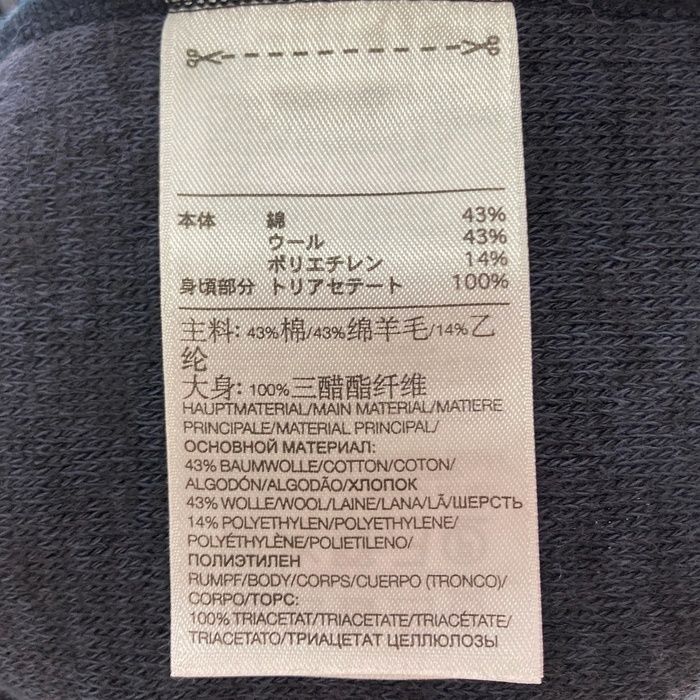 本体 綿 43%
ウール 43%
ポリエチレン 14%
身頃部分 トリアセテート 100%
主料: 43%棉/43%绵羊毛/14%乙
纶
大身: 100%三醋酯纤维
HAUPTMATERIAL/MAIN MATERIAL/MATIERE
PRINCIPALE/MATERIAL PRINCIPAL/
ОСНОВНОЙ МАТЕРИАЛ:
43% BAUMWOLLE/COTTON/COTON/
ALGODÓN/ALGODÃO/ХЛОПОК
43% WOLLE/WOOL/LAINE/LANA/LÃ/ШЕРСТЬ
14% POLYETHYLEN/POLYETHYLENE/
POLYÉTHYLÈNE/POLIETILENO/
ПОЛИЭТИЛЕН
RUMPF/BODY/CORPS/CUERPO (TRONCO)/
CORPO/ТОРС:
100% TRIACETAT/TRIACETATE/TRIACÉTATE/
TRIACETATO/ТРИАЦЕТАТ ЦЕЛЛЮЛОЗЫ